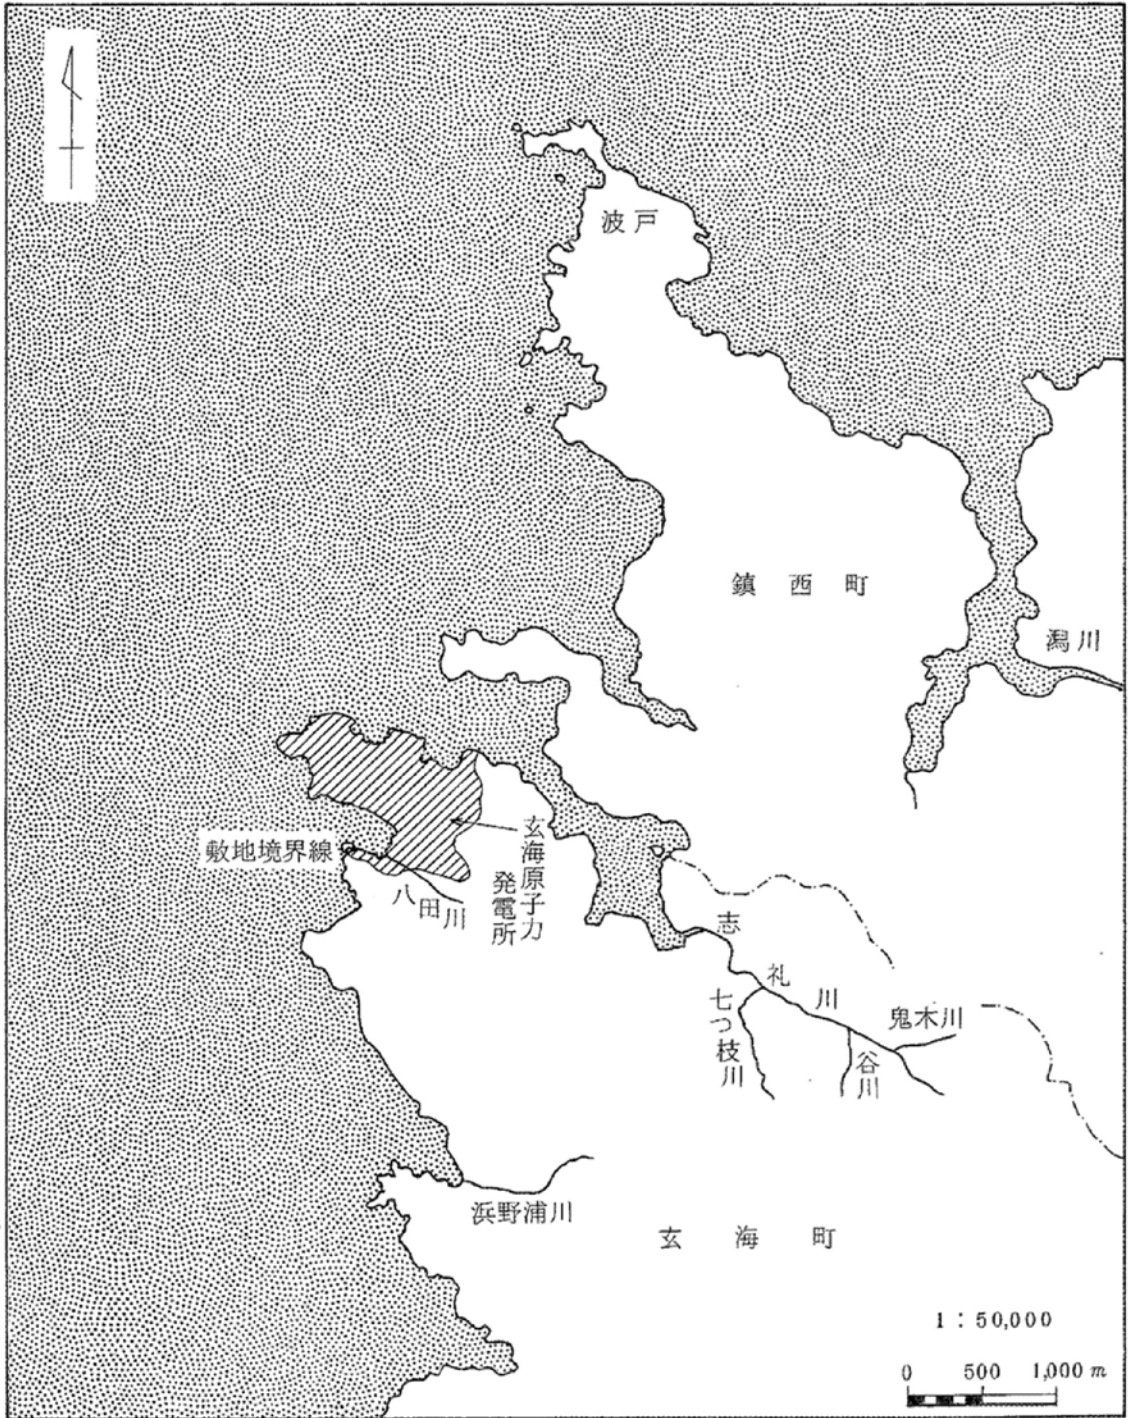 波戸
鎮西町
潟川
敷地境界線
玄海原子力
発電所
八田川
志礼川
七つ枝川
谷川
鬼木川
浜野浦川
玄海町
1 : 50,000
0 500 1,000 m